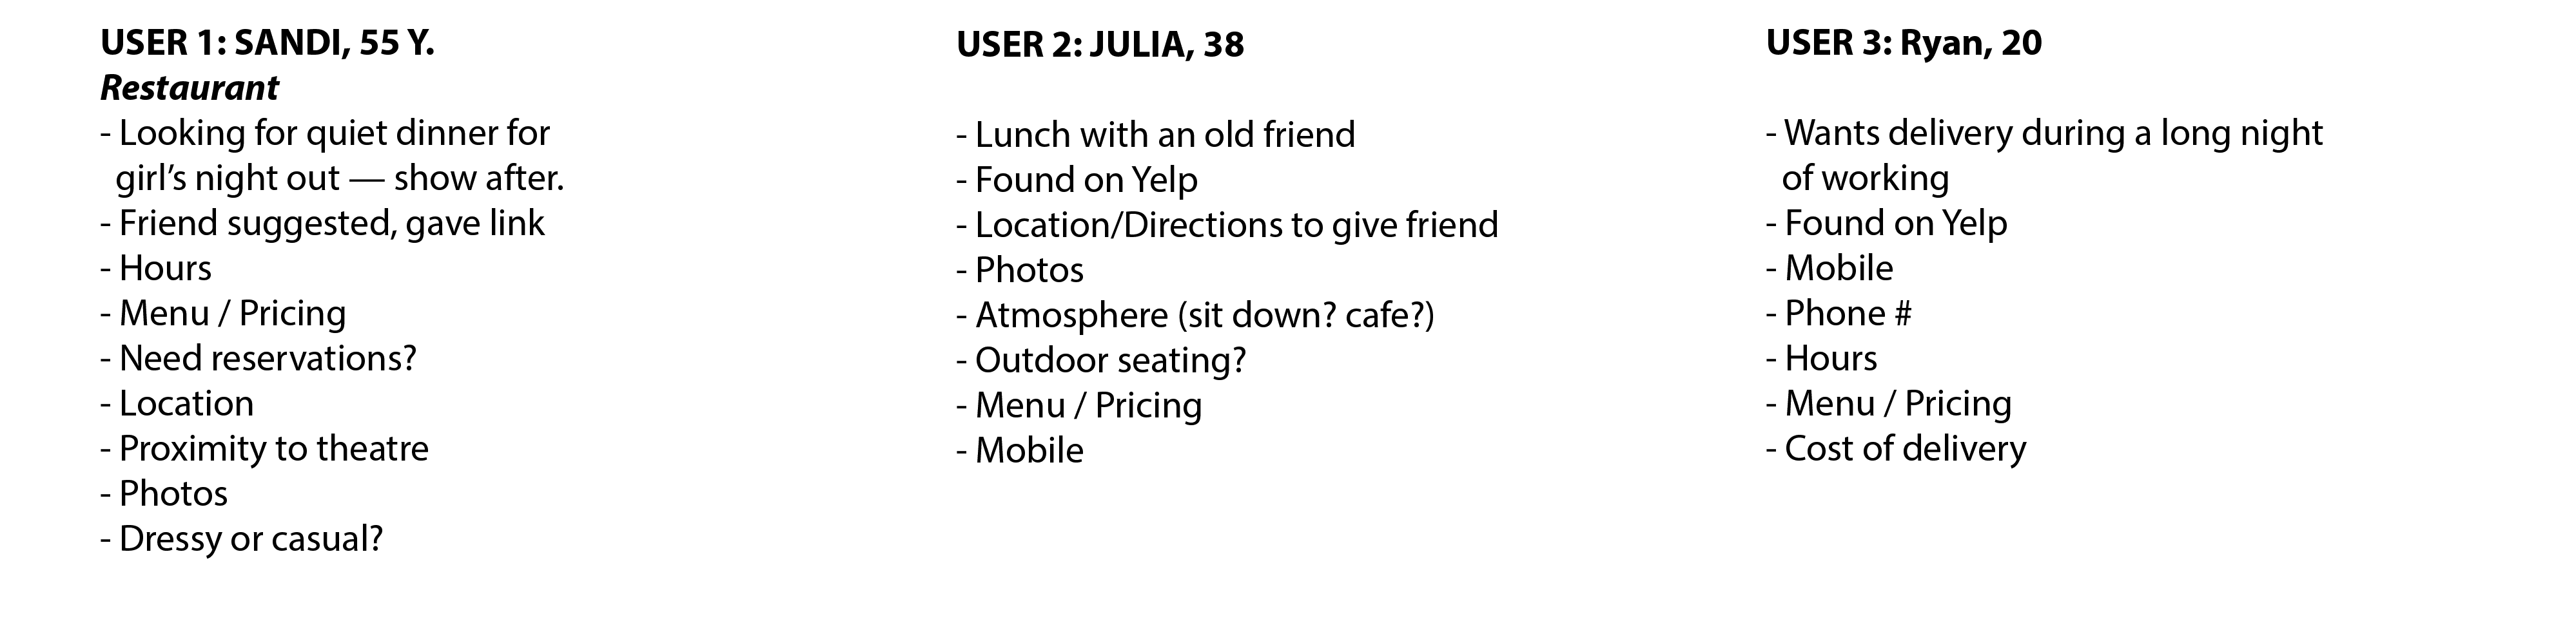 USER 1: SANDI, 55 Y.
Restaurant
- Looking for quiet dinner for
girl’s night out — show after.
- Friend suggested, gave link
- Hours
- Menu / Pricing
- Need reservations?
- Location
- Proximity to theatre
- Photos
- Dressy or casual?
USER 2: JULIA, 38
- Lunch with an old friend
- Found on Yelp
- Location/Directions to give friend
- Photos
- Atmosphere (sit down? cafe?)
- Outdoor seating?
- Menu / Pricing
- Mobile
USER 3: Ryan, 20
- Wants delivery during a long night
of working
- Found on Yelp
- Mobile
- Phone #
- Hours
- Menu / Pricing
- Cost of delivery